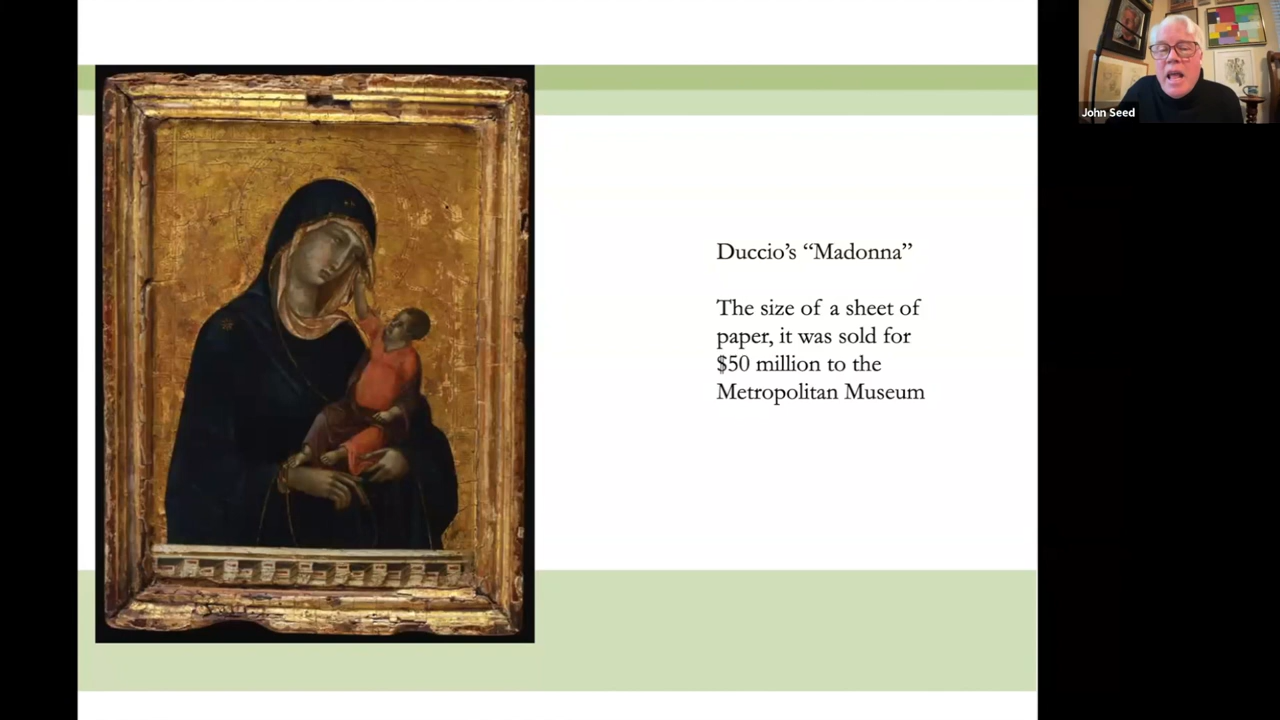 John Seed
Duccio’s “Madonna”
The size of a sheet of
paper, it was sold for
$50 million to the
Metropolitan Museum